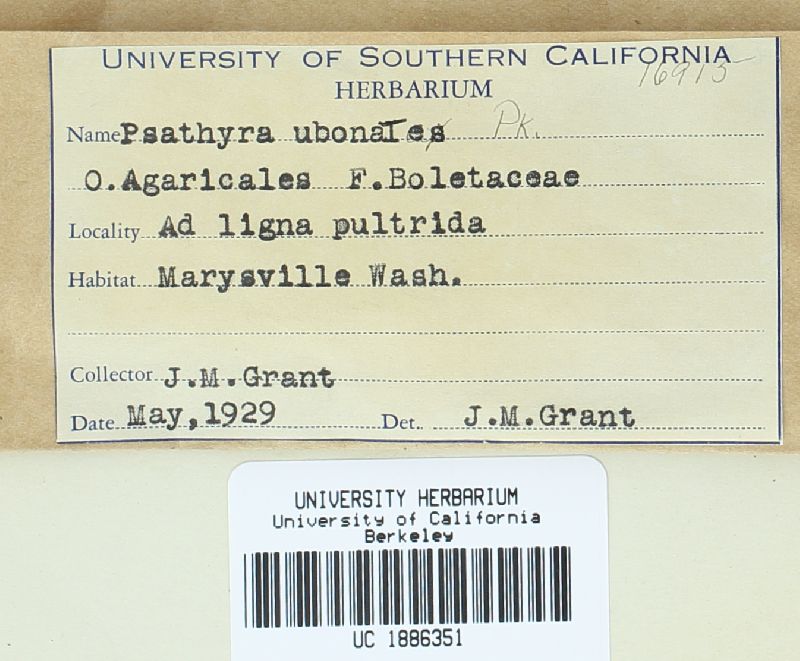 UNIVERSITY OF SOUTHERN CALIFORNIA
16915
HERBARIUM
Name Psathyra ubonaTes Pk.
O.Agaricales F.Boletaceae
Locality Ad ligna pultrida
Habitat Marysville Wash.
Collector J.M.Grant
Date May,1929 Det. J.M.Grant
UNIVERSITY HERBARIUM
University of California
Berkeley
UC 1886351